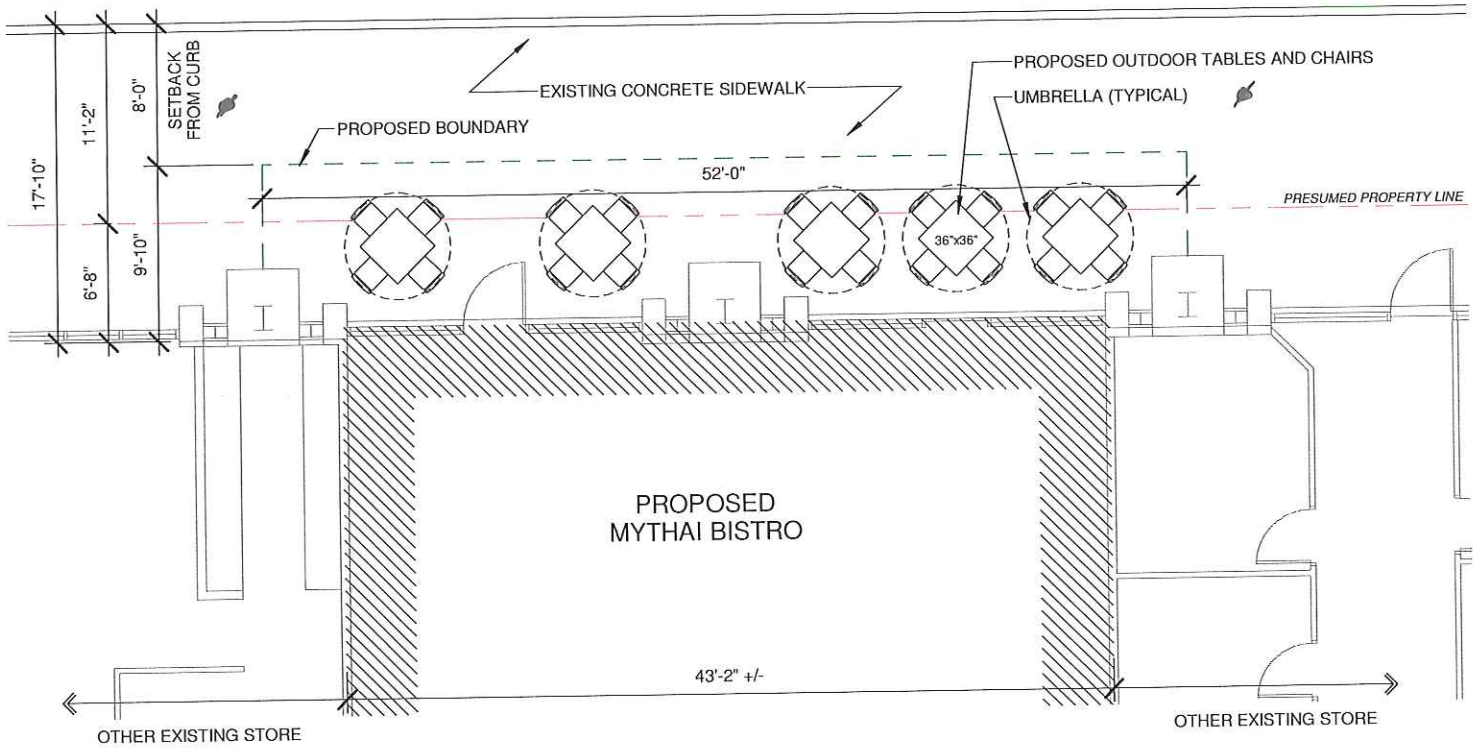 SETBACK
FROM CURB
8'-0"
11'-2"
17'-10"
9'-10"
6'-8"
EXISTING CONCRETE SIDEWALK
PROPOSED OUTDOOR TABLES AND CHAIRS
UMBRELLA (TYPICAL)
PROPOSED BOUNDARY
52'-0"
PRESUMED PROPERTY LINE
36"x36"
PROPOSED
MYTHAI BISTRO
43'-2" +/-
OTHER EXISTING STORE
OTHER EXISTING STORE